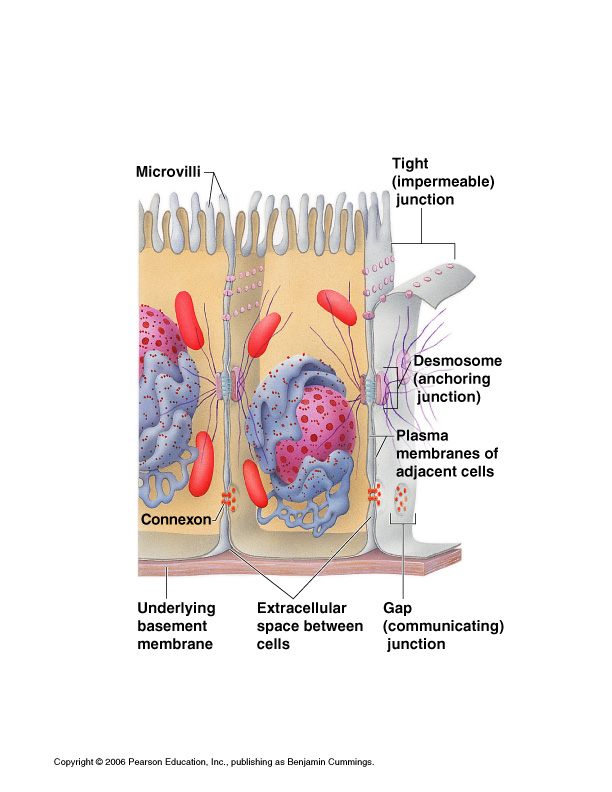 Microvilli
Tight
(impermeable)
junction
Desmosome
(anchoring
junction)
Plasma
membranes of
adjacent cells
Connexon
Underlying
basement
membrane
Extracellular
space between
cells
Gap
(communicating)
junction
Copyright © 2006 Pearson Education, Inc., publishing as Benjamin Cummings.